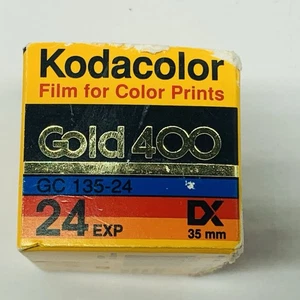 Kodacolor
Film for Color Prints
Gold 400
GC 135-24
24 EXP
DX
35 mm